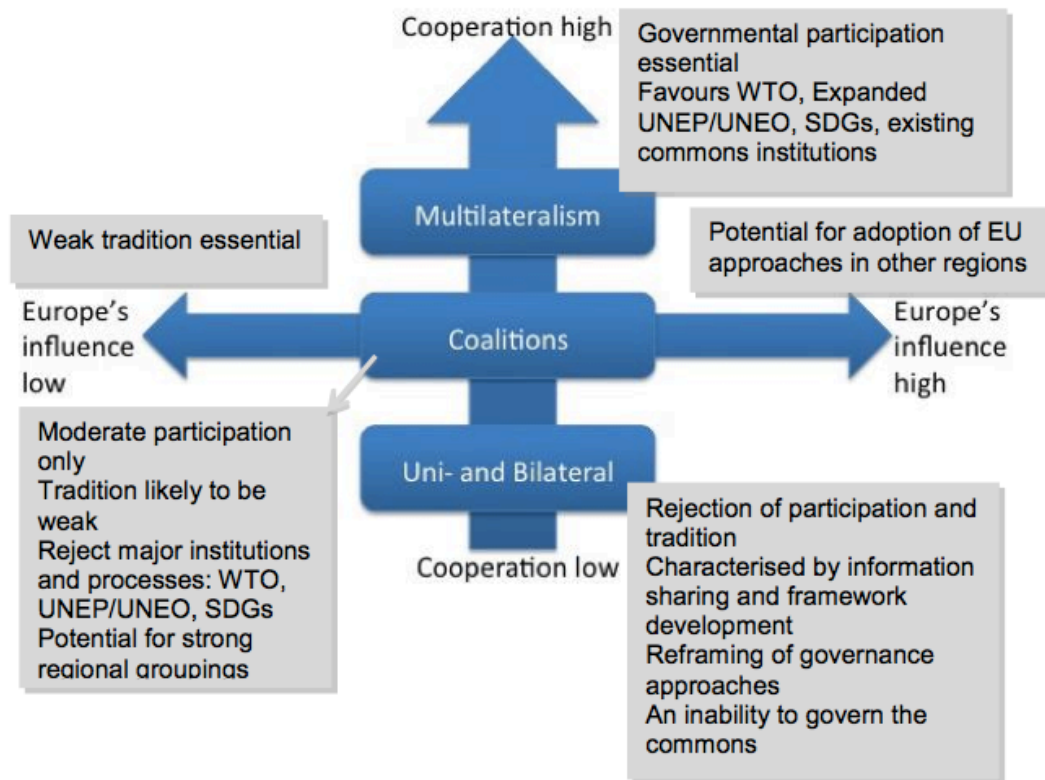 Cooperation high
Governmental participation
essential
Favours WTO, Expanded
UNEP/UNEO, SDGs, existing
commons institutions
Multilateralism
Weak tradition essential
Potential for adoption of EU
approaches in other regions
Europe's
influence
low
Coalitions
Europe's
influence
high
Moderate participation
only
Tradition likely to be
weak
Reject major institutions
and processes: WTO,
UNEP/UNEO, SDGs
Potential for strong
regional groupings
Uni- and Bilateral
Cooperation low
Rejection of participation and
tradition
Characterised by information
sharing and framework
development
Reframing of governance
approaches
An inability to govern the
commons